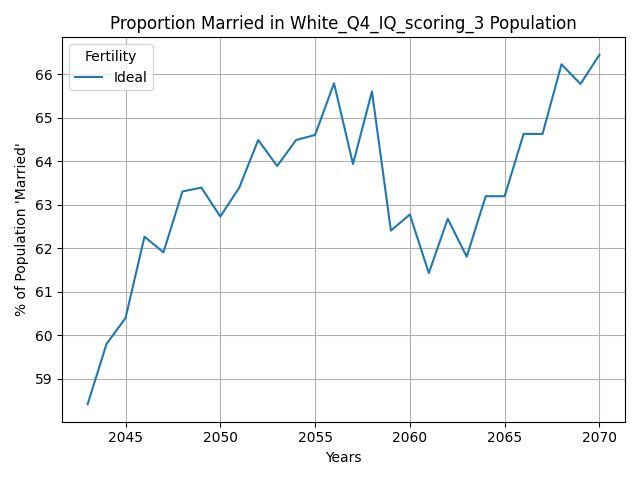 Proportion Married in White_Q4_IQ_scoring_3 Population
Fertility
Ideal
% of Population 'Married'
66
65
64
63
62
61
60
59
2045 2050 2055 2060 2065 2070
Years